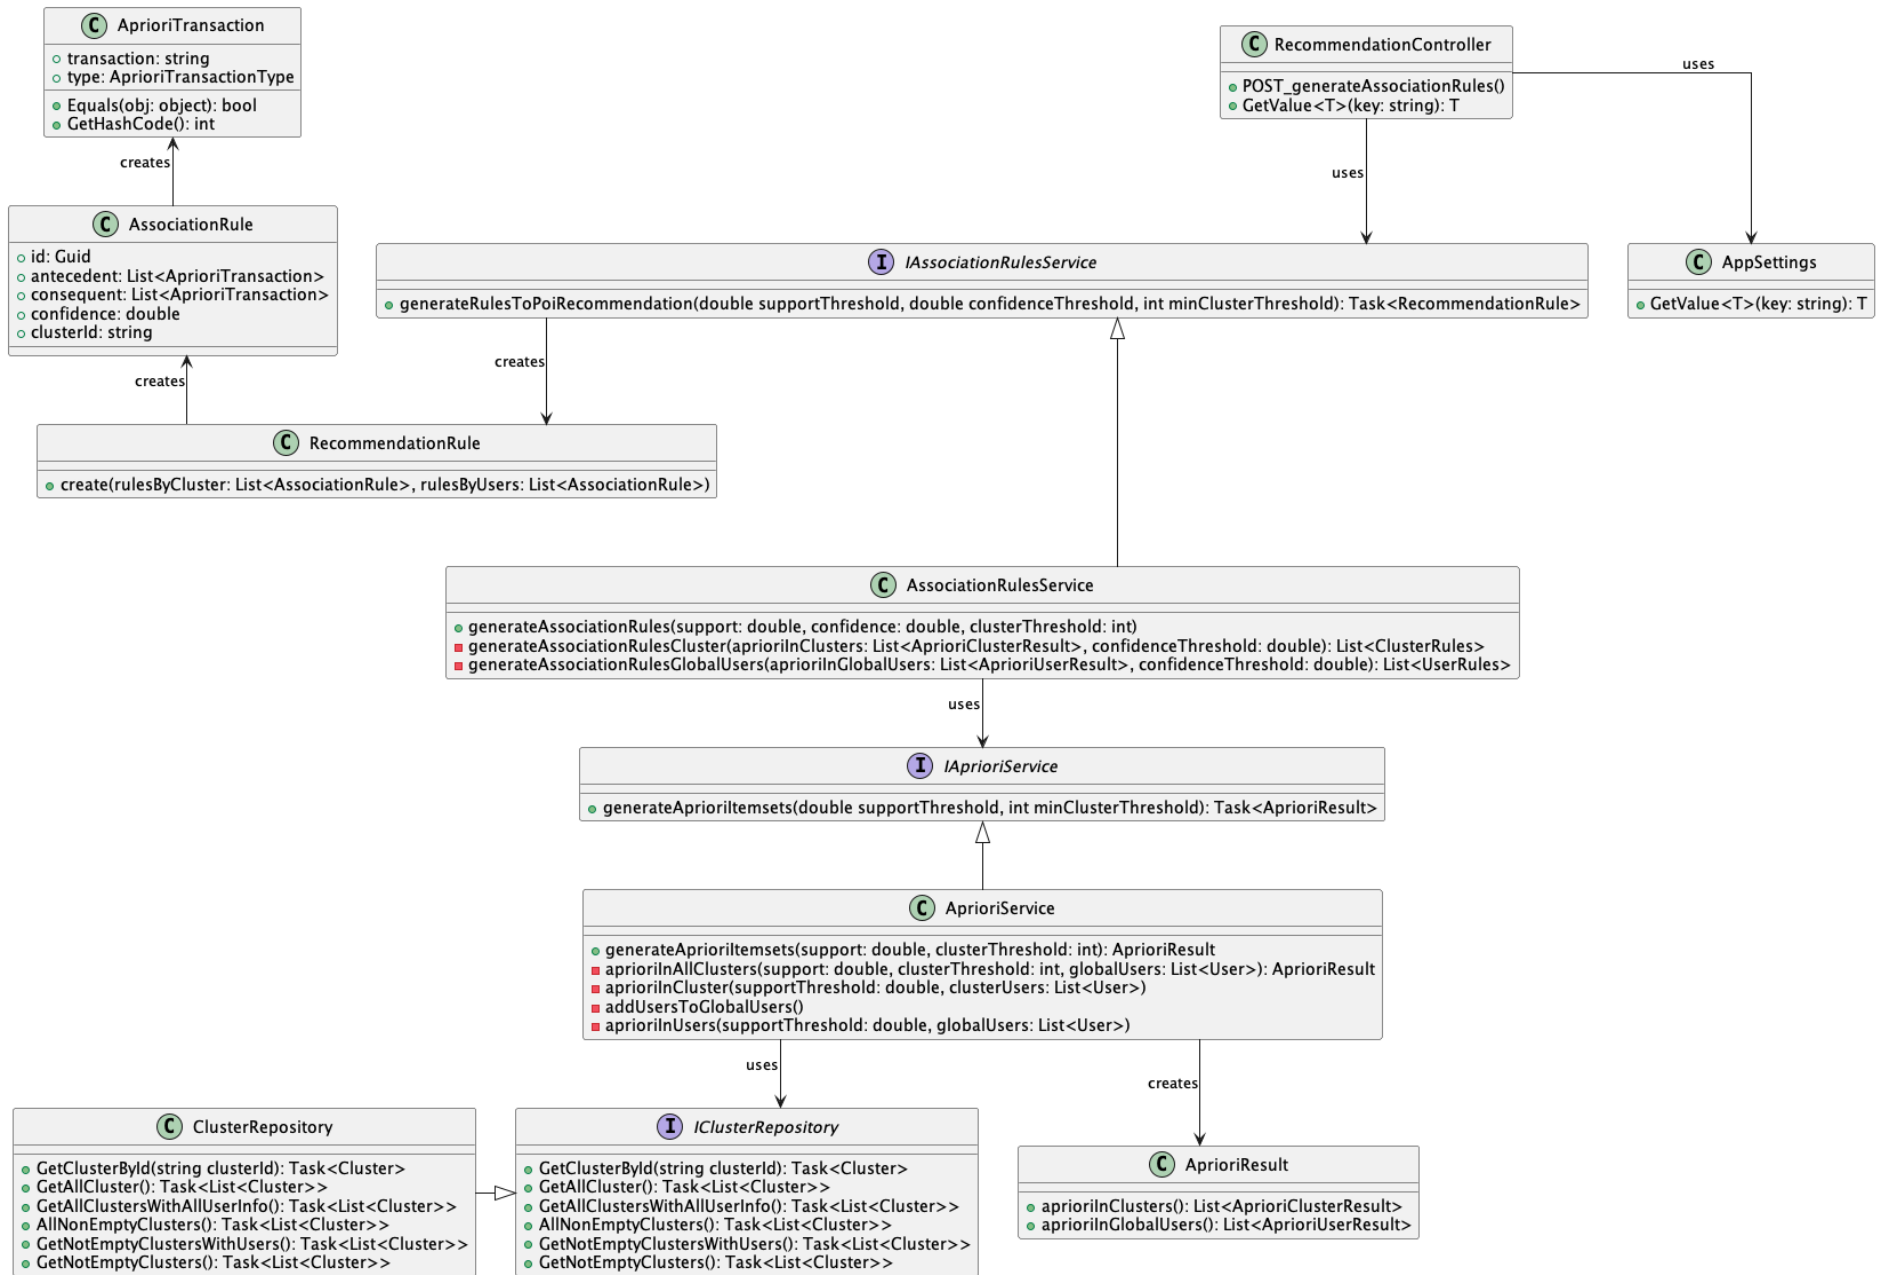 C AprioriTransaction
transaction: string
type: AprioriTransactionType
Equals(obj: object): bool
GetHashCode(): int
creates
C AssociationRule
id: Guid
antecedent: List<AprioriTransaction>
consequent: List<AprioriTransaction>
confidence: double
clusterId: string
creates
C RecommendationRule
create(rulesByCluster: List<AssociationRule>, rulesByUsers: List<AssociationRule>)
C RecommendationController
POST_generateAssociationRules()
GetValue<T>(key: string): T
uses
uses
I IAssociationRulesService
generateRulesToPoiRecommendation(double supportThreshold, double confidenceThreshold, int minClusterThreshold): Task<RecommendationRule>
C AppSettings
GetValue<T>(key: string): T
creates
C AssociationRulesService
generateAssociationRules(support: double, confidence: double, clusterThreshold: int)
generateAssociationRulesCluster(aprioriInClusters: List<AprioriClusterResult>, confidenceThreshold: double): List<ClusterRules>
generateAssociationRulesGlobalUsers(aprioriInGlobalUsers: List<AprioriUserResult>, confidenceThreshold: double): List<UserRules>
uses
I IAprioriService
generateAprioriItemsets(double supportThreshold, int minClusterThreshold): Task<AprioriResult>
C AprioriService
generateAprioriItemsets(support: double, clusterThreshold: int): AprioriResult
aprioriInAllClusters(support: double, clusterThreshold: int, globalUsers: List<User>): AprioriResult
aprioriInCluster(supportThreshold: double, clusterUsers: List<User>)
addUsersToGlobalUsers()
aprioriInUsers(supportThreshold: double, globalUsers: List<User>)
uses
creates
C ClusterRepository
GetClusterById(string clusterId): Task<Cluster>
GetAllCluster(): Task<List<Cluster>>
GetAllClustersWithAllUserInfo(): Task<List<Cluster>>
AllNonEmptyClusters(): Task<List<Cluster>>
GetNotEmptyClustersWithUsers(): Task<List<Cluster>>
GetNotEmptyClusters(): Task<List<Cluster>>
I IClusterRepository
GetClusterById(string clusterId): Task<Cluster>
GetAllCluster(): Task<List<Cluster>>
GetAllClustersWithAllUserInfo(): Task<List<Cluster>>
AllNonEmptyClusters(): Task<List<Cluster>>
GetNotEmptyClustersWithUsers(): Task<List<Cluster>>
GetNotEmptyClusters(): Task<List<Cluster>>
C AprioriResult
aprioriInClusters(): List<AprioriClusterResult>
aprioriInGlobalUsers(): List<AprioriUserResult>